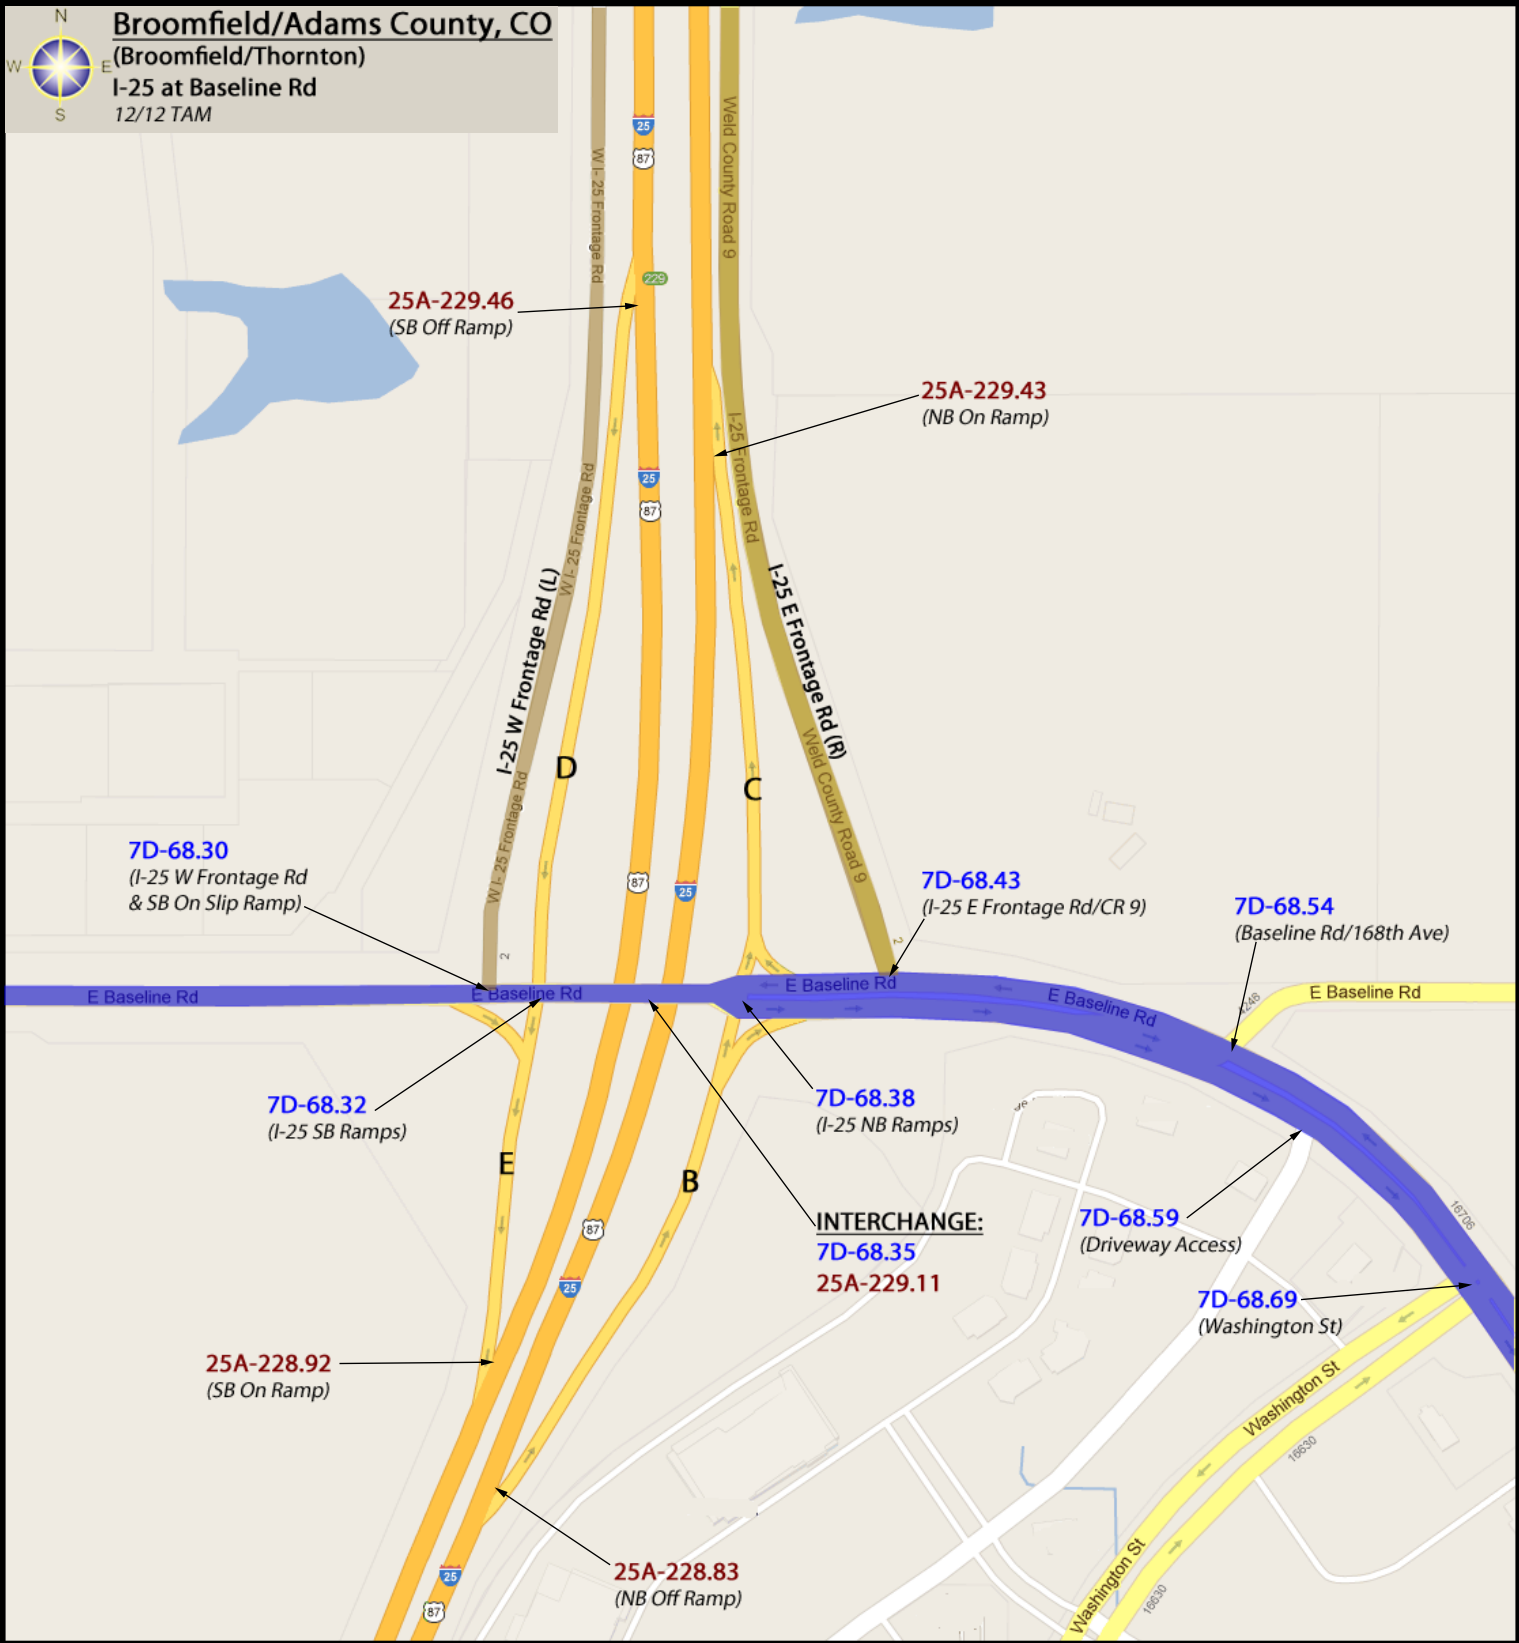 N
Broomfield/Adams County, CO
W
E
(Broomfield/Thornton)
I-25 at Baseline Rd
S
12/12 TAM
25
87
Weld County Road 9
W I- 25 Frontage Rd
229
25A-229.46
(SB Off Ramp)
25A-229.43
(NB On Ramp)
I-25 Frontage Rd
25
87
W I- 25 Frontage Rd
I-25 W Frontage Rd (L)
I-25 E Frontage Rd (R)
D
C
Weld County Road 9
W I- 25 Frontage Rd
7D-68.30
(I-25 W Frontage Rd
& SB On Slip Ramp)
87
25
7D-68.43
(I-25 E Frontage Rd/CR 9)
7D-68.54
(Baseline Rd/168th Ave)
2
2
E Baseline Rd
E Baseline Rd
E Baseline Rd
E Baseline Rd
4246
E Baseline Rd
7D-68.32
(I-25 SB Ramps)
7D-68.38
(I-25 NB Ramps)
E
B
INTERCHANGE:
7D-68.35
25A-229.11
7D-68.59
(Driveway Access)
16706
87
25
7D-68.69
(Washington St)
25A-228.92
(SB On Ramp)
Washington St
16630
25A-228.83
(NB Off Ramp)
25
87
Washington St
16630